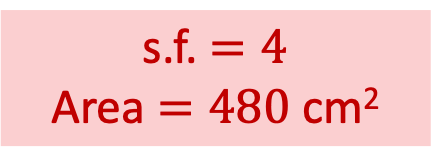 s.f. = 4
Area = 480 cm²